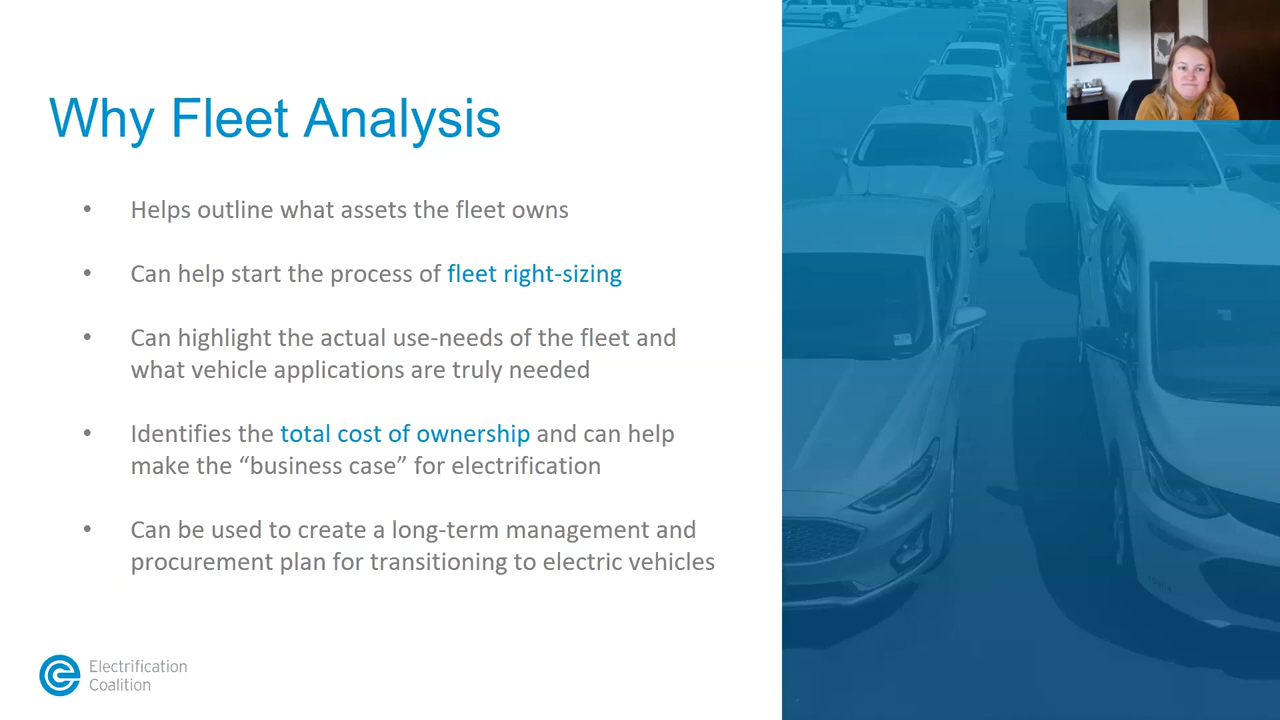 Why Fleet Analysis
• Helps outline what assets the fleet owns
• Can help start the process of fleet right-sizing
• Can highlight the actual use-needs of the fleet and
what vehicle applications are truly needed
• Identifies the total cost of ownership and can help
make the “business case” for electrification
• Can be used to create a long-term management and
procurement plan for transitioning to electric vehicles
Electrification
Coalition